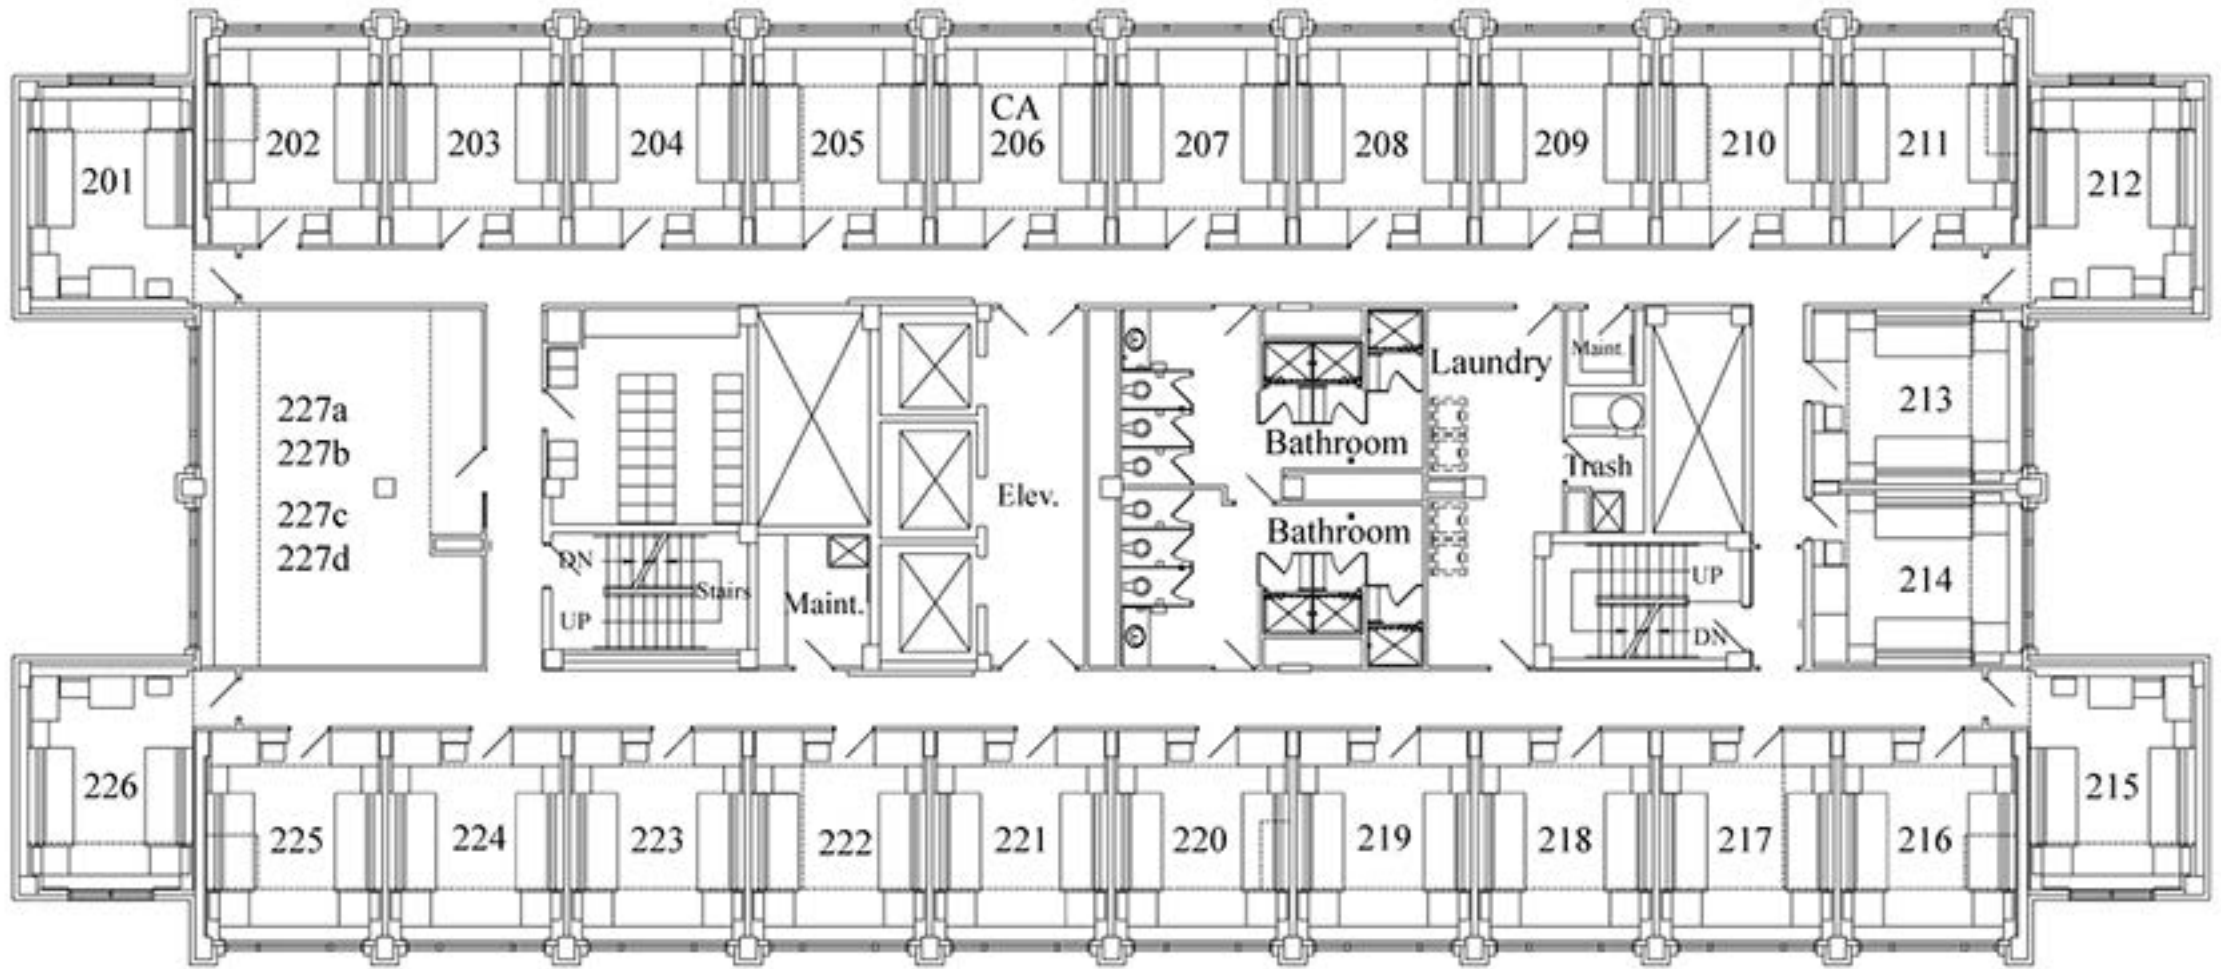 CA
201
202
203
204
205
206
207
208
209
210
211
212
227a
227b
227c
227d
DN
UP
Stairs
Maint.
Elev.
Bathroom
Bathroom
Laundry
Maint.
Trash
UP
DN
213
214
226
225
224
223
222
221
220
219
218
217
216
215